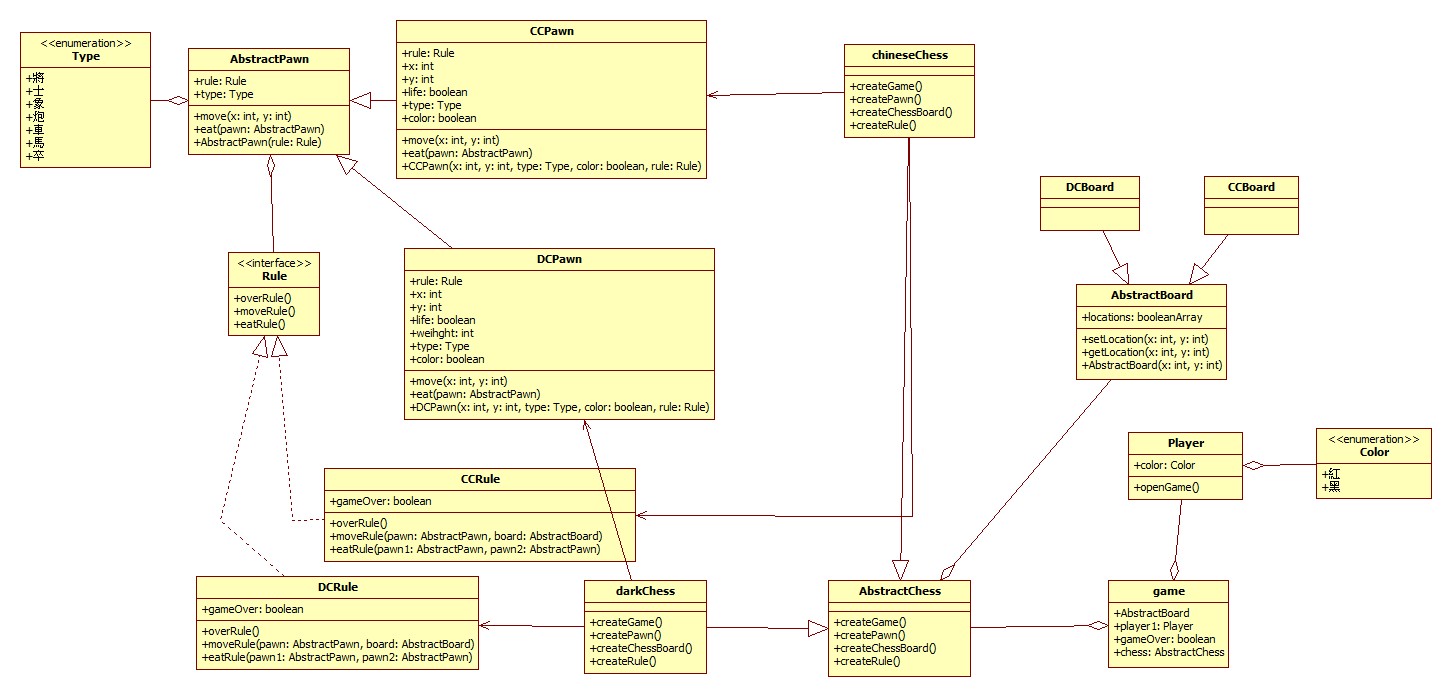 <<enumeration>>
Type
+將
+士
+象
+炮
+車
+馬
+卒
AbstractPawn
+rule: Rule
+type: Type
+move(x: int, y: int)
+eat(pawn: AbstractPawn)
+AbstractPawn(rule: Rule)
CCPawn
+rule: Rule
+x: int
+y: int
+life: boolean
+type: Type
+color: boolean
+move(x: int, y: int)
+eat(pawn: AbstractPawn)
+CCPawn(x: int, y: int, type: Type, color: boolean, rule: Rule)
chineseChess
+createGame()
+createPawn()
+createChessBoard()
+createRule()
DCBoard
CCBoard
<<interface>>
Rule
+overRule()
+moveRule()
+eatRule()
DCPawn
+rule: Rule
+x: int
+y: int
+life: boolean
+weihght: int
+type: Type
+color: boolean
+move(x: int, y: int)
+eat(pawn: AbstractPawn)
+DCPawn(x: int, y: int, type: Type, color: boolean, rule: Rule)
AbstractBoard
+locations: booleanArray
+setLocation(x: int, y: int)
+getLocation(x: int, y: int)
+AbstractBoard(x: int, y: int)
Player
+color: Color
+openGame()
<<enumeration>>
Color
+紅
+黑
CCRule
+gameOver: boolean
+overRule()
+moveRule(pawn: AbstractPawn, board: AbstractBoard)
+eatRule(pawn1: AbstractPawn, pawn2: AbstractPawn)
DCRule
+gameOver: boolean
+overRule()
+moveRule(pawn: AbstractPawn, board: AbstractBoard)
+eatRule(pawn1: AbstractPawn, pawn2: AbstractPawn)
darkChess
+createGame()
+createPawn()
+createChessBoard()
+createRule()
AbstractChess
+createGame()
+createPawn()
+createChessBoard()
+createRule()
game
+AbstractBoard
+player1: Player
+gameOver: boolean
+chess: AbstractChess